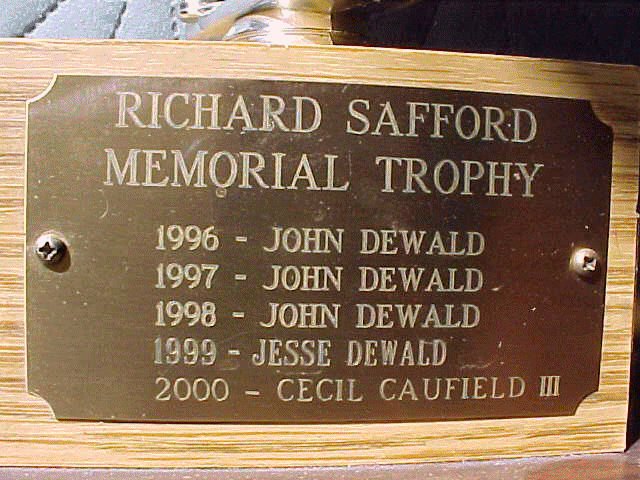 RICHARD SAFFORD
MEMORIAL TROPHY
1996 - JOHN DEWALD
1997 - JOHN DEWALD
1998 - JOHN DEWALD
1999 - JESSE DEWALD
2000 - CECIL CAUFIELD III